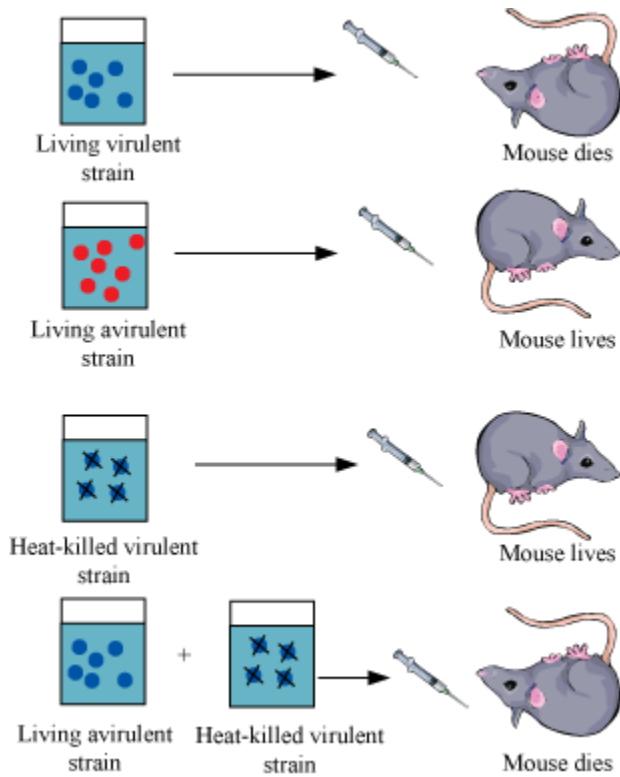 Living virulent
strain
Mouse dies
Living avirulent
strain
Mouse lives
Heat-killed virulent
strain
Mouse lives
+
Living avirulent
strain
Heat-killed virulent
strain
Mouse dies